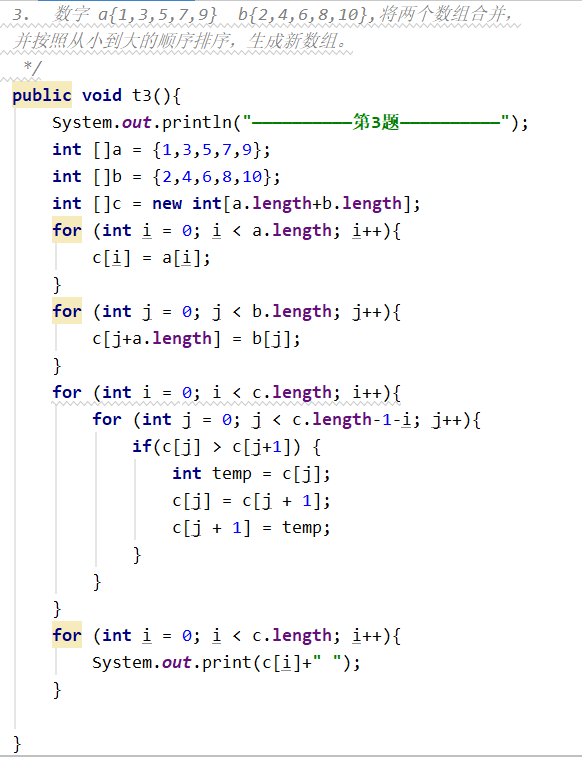 3.  数字 a{1,3,5,7,9}  b{2,4,6,8,10},将两个数组合并，
并按照从小到大的顺序排序，生成新数组。
*/
public void t3(){
System.out.println("——————————第3题——————————");
int []a = {1,3,5,7,9};
int []b = {2,4,6,8,10};
int []c = new int[a.length+b.length];
for (int i = 0; i < a.length; i++){
c[i] = a[i];
}
for (int j = 0; j < b.length; j++){
c[j+a.length] = b[j];
}
for (int i = 0; i < c.length; i++){
for (int j = 0; j < c.length-1-i; j++){
if(c[j] > c[j+1]) {
int temp = c[j];
c[j] = c[j + 1];
c[j + 1] = temp;
}
}
}
for (int i = 0; i < c.length; i++){
System.out.print(c[i]+" ");
}
}